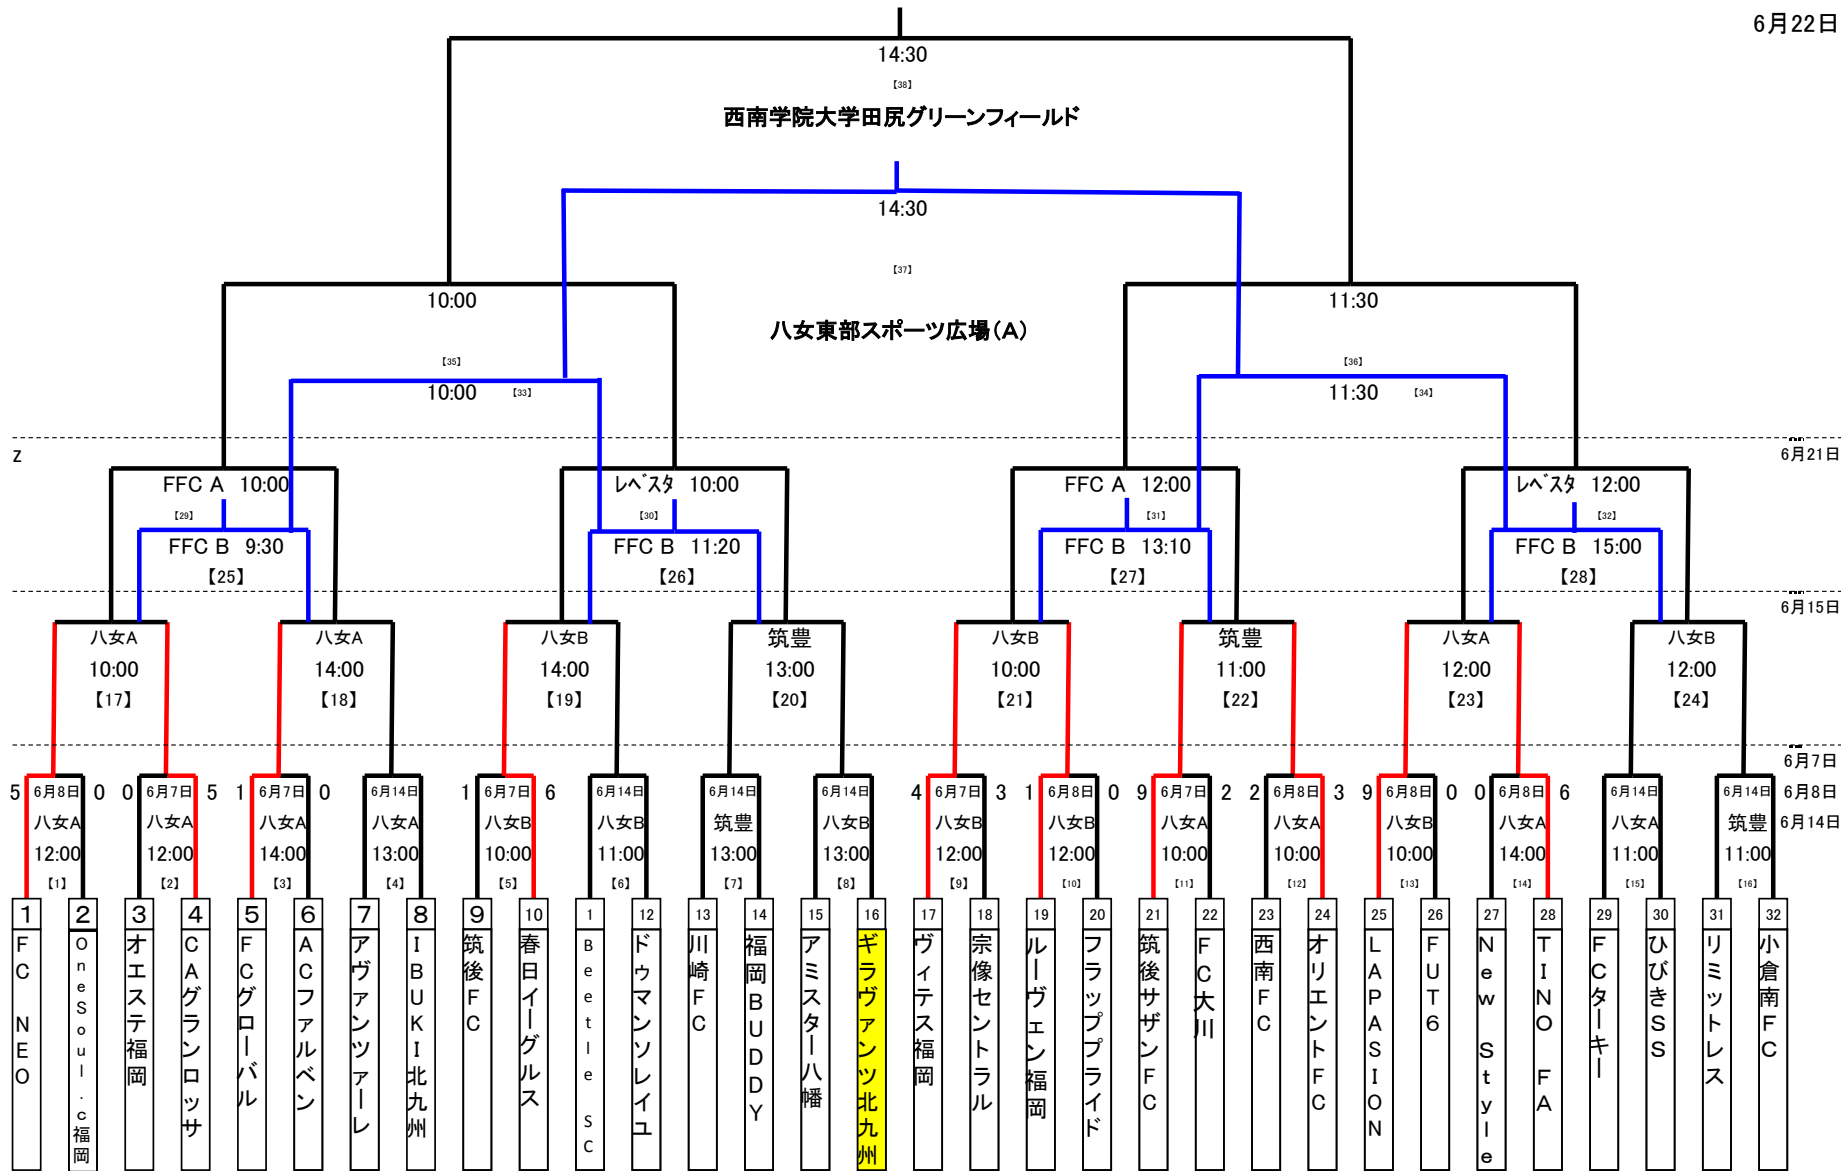 6月22日
14:30
【38】
西南学院大学田尻グリーンフィールド
14:30
【37】
10:00
11:30
八女東部スポーツ広場(A)
【35】
【36】
10:00 【33】
11:30 【34】
6月21日
Z
FFC A 10:00
レベスタ 10:00
FFC A 12:00
レベスタ 12:00
【29】
【30】
【31】
【32】
FFC B 9:30
FFC B 11:20
FFC B 13:10
FFC B 15:00
【25】
【26】
【27】
【28】
6月15日
八女A
八女A
八女B
筑豊
八女B
筑豊
八女A
八女B
10:00
14:00
14:00
13:00
10:00
11:00
12:00
12:00
【17】
【18】
【19】
【20】
【21】
【22】
【23】
【24】
6月7日
5 6月8日 0
0 6月7日 5
1 6月7日 0
6月14日
1 6月7日 6
6月14日
6月14日
6月14日
4 6月7日 3
1 6月8日 0
9 6月7日 2
2 6月8日 3
9 6月8日 0
0 6月8日 6
6月14日
6月14日
6月8日
八女A
八女A
八女A
八女A
八女B
八女B
筑豊
八女B
八女B
八女B
八女A
八女A
八女B
八女A
八女A
筑豊
6月14日
12:00
12:00
14:00
13:00
10:00
11:00
13:00
13:00
12:00
12:00
10:00
10:00
10:00
14:00
11:00
11:00
【1】
【2】
【3】
【4】
【5】
【6】
【7】
【8】
【9】
【10】
【11】
【12】
【13】
【14】
【15】
【16】
1 FC NEO
2 OneSoul.c福岡
3 オエステ福岡
4 CAグランロッサ
5 FCグローバル
6 ACファルベン
7 アヴァンツァーレ
8 IBUKI北九州
9 筑後FC
10 春日イーグルス
1 Beetle SC
12 ドゥマンソレイユ
13 川崎FC
14 福岡BUDDY
15 アミスター八幡
16 ギラヴァンツ北九州
17 ヴィテス福岡
18 宗像セントラル
19 ルーヴェン福岡
20 フラッププライド
21 筑後サザンFC
22 FC大川
23 西南FC
24 オリエントFC
25 LAPASION
26 FUT6
27 New Style
28 TINO FA
29 FCターキー
30 ひびきSS
31 リミットレス
32 小倉南FC